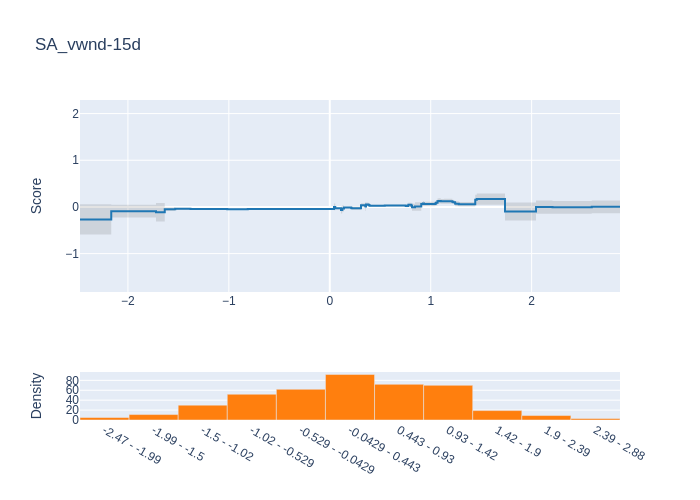 SA_vwnd-15d
Score
2
1
0
−1
−2
−1
0
1
2
Density
80
60
40
20
0
-2.47 - -1.99
-1.99 - -1.5
-1.5 - -1.02
-1.02 - -0.529
-0.529 - -0.0429
-0.0429 - 0.443
0.443 - 0.93
0.93 - 1.42
1.42 - 1.9
1.9 - 2.39
2.39 - 2.88